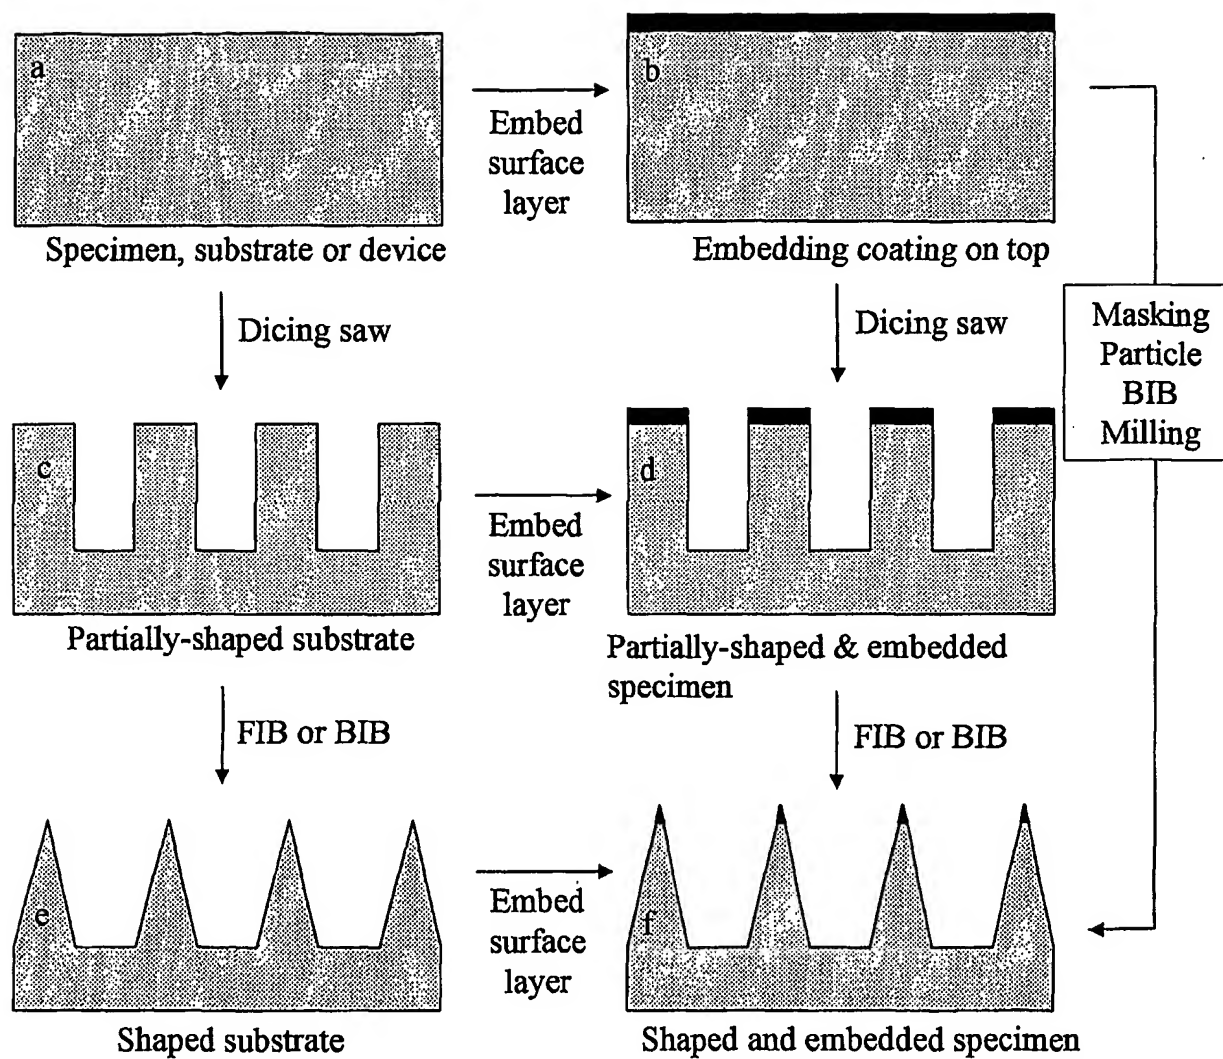 a
b
Embed
surface
layer
Specimen, substrate or device
Embedding coating on top
Dicing saw
Dicing saw
Masking
Particle
BIB
Milling
c
d
Embed
surface
layer
Partially-shaped substrate
Partially-shaped & embedded
specimen
FIB or BIB
FIB or BIB
e
f
Embed
surface
layer
Shaped substrate
Shaped and embedded specimen